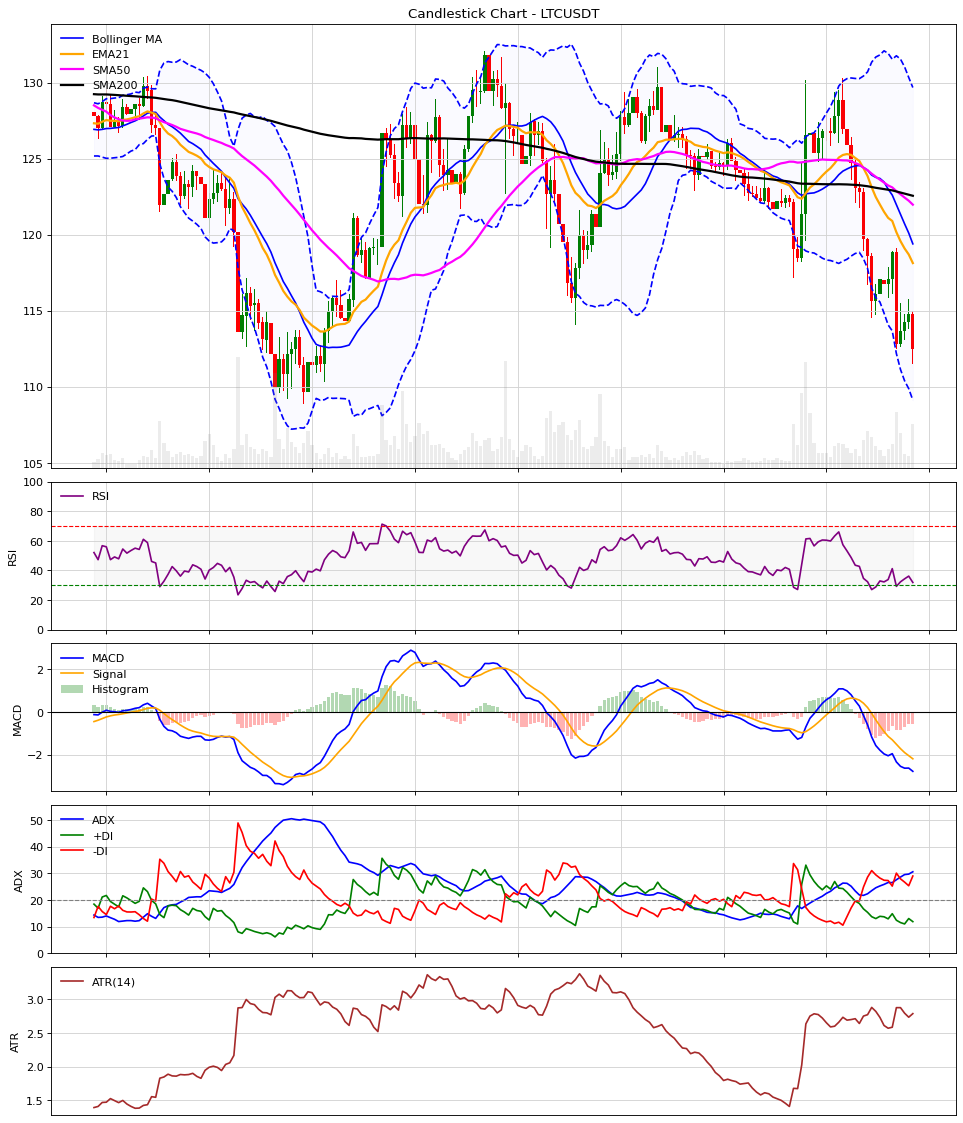 Candlestick Chart - LTCUSDT
Bollinger MA
EMA21
SMA50
SMA200
130
125
120
115
110
105
RSI
100
80
60
40
20
0
RSI
MACD
Signal
Histogram
2
0
−2
MACD
ADX
+DI
-DI
50
40
30
20
10
0
ADX
ATR(14)
3.0
2.5
2.0
1.5
ATR